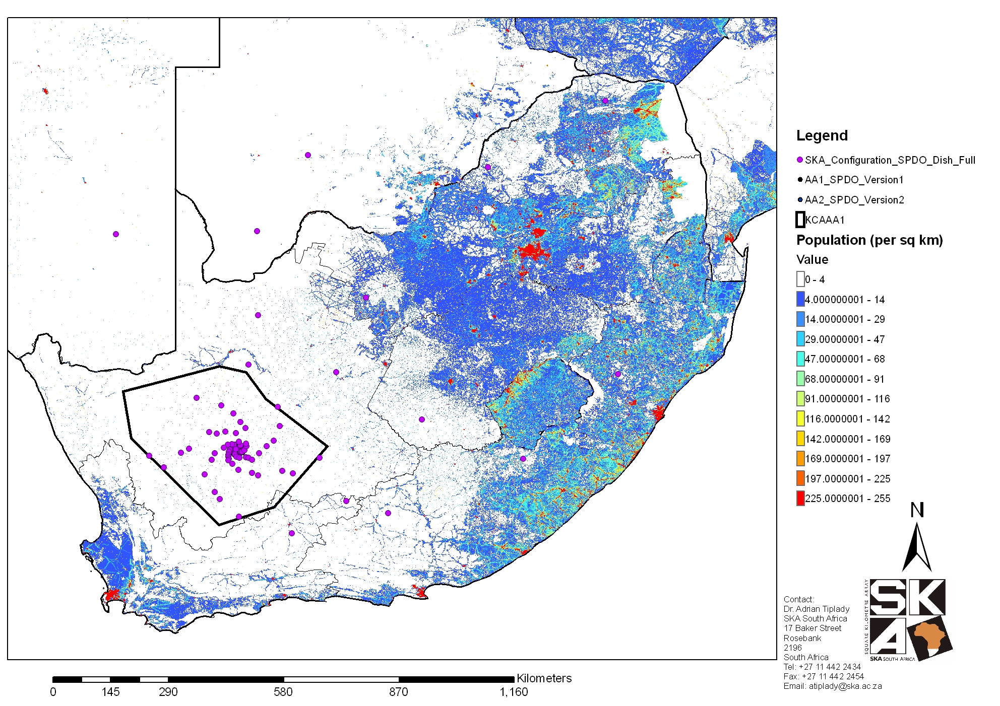 Legend
SKA_Configuration_SPDO_Dish_Full
AA1_SPDO_Version1
AA2_SPDO_Version2
KCAAA1
Population (per sq km)
Value
0 - 4
4.000000001 - 14
14.00000001 - 29
29.00000001 - 47
47.00000001 - 68
68.00000001 - 91
91.00000001 - 116
116.0000001 - 142
142.0000001 - 169
169.0000001 - 197
197.0000001 - 225
225.0000001 - 255
N
SQUARE KILOMETRE ARRAY
SK
A
SKA SOUTH AFRICA
Contact:
Dr. Adrian Tiplady
SKA South Africa
17 Baker Street
Rosebank
2196
South Africa
Tel: +27 11 442 2434
Fax: +27 11 442 2454
Email: atiplady@ska.ac.za
Kilometers
0 145 290 580 870 1,160